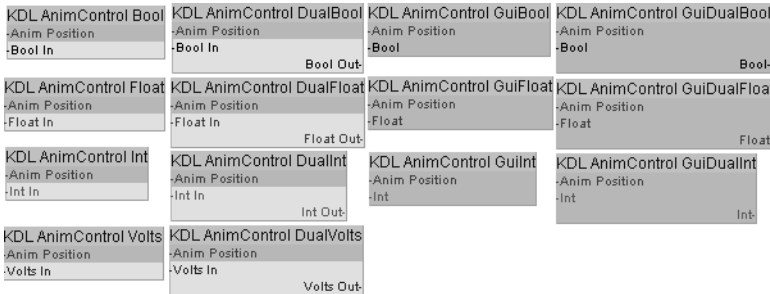 KDL AnimControl Bool
-Anim Position
-Bool In
KDL AnimControl DualBool
-Anim Position
-Bool In
Bool Out-
KDL AnimControl GuiBool
-Anim Position
-Bool
KDL AnimControl GuiDualBool
-Anim Position
-Bool
Bool-
KDL AnimControl Float
-Anim Position
-Float In
KDL AnimControl DualFloat
-Anim Position
-Float In
Float Out-
KDL AnimControl GuiFloat
-Anim Position
-Float
KDL AnimControl GuiDualFloa
-Anim Position
-Float
Float
KDL AnimControl Int
-Anim Position
-Int In
KDL AnimControl DualInt
-Anim Position
-Int In
Int Out-
KDL AnimControl GuiInt
-Anim Position
-Int
KDL AnimControl GuiDualInt
-Anim Position
-Int
Int-
KDL AnimControl Volts
-Anim Position
-Volts In
KDL AnimControl DualVolts
-Anim Position
-Volts In
Volts Out-